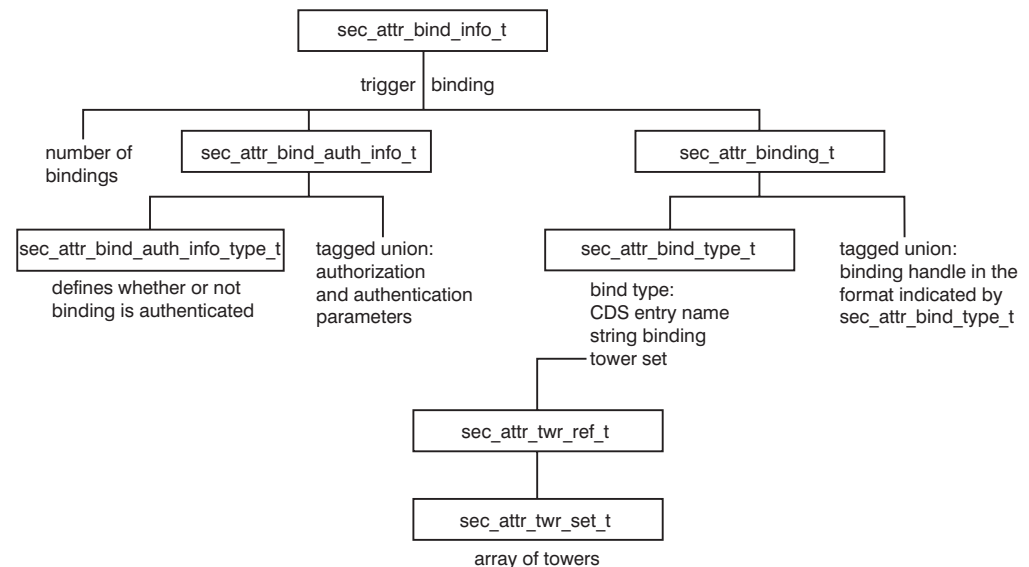 sec_attr_bind_info_t
trigger binding
number of
bindings
sec_attr_bind_auth_info_t
sec_attr_binding_t
sec_attr_bind_auth_info_type_t
defines whether or not
binding is authenticated
tagged union:
authorization
and authentication
parameters
sec_attr_bind_type_t
bind type:
CDS entry name
string binding
tower set
tagged union:
binding handle in the
format indicated by
sec_attr_bind_type_t
sec_attr_twr_ref_t
sec_attr_twr_set_t
array of towers